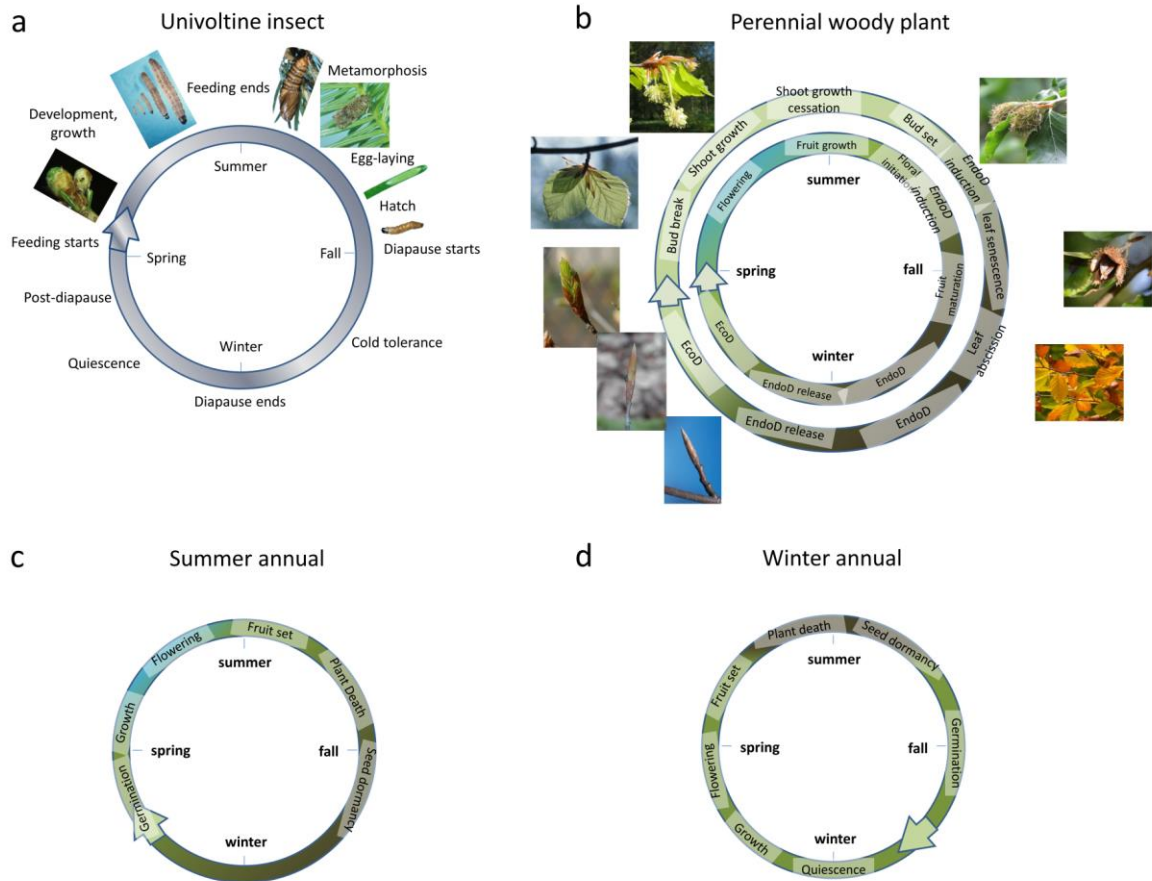 a
Univoltine insect
Feeding ends
Metamorphosis
Development,
growth
Egg-laying
Summer
Hatch
Feeding starts
Spring
Fall
Diapause starts
Post-diapause
Winter
Cold tolerance
Quiescence
Diapause ends
b
Perennial woody plant
Shoot growth
cessation
Shoot growth
Bud set
EndoD
induction
Bud break
leaf senescence
Leaf
abscission
EndoD
EndoD release
EcoD
Fruit growth
Flowering
Floral
initiation
EndoD
induction
summer
spring
fall
winter
Fruit
maturation
EndoD
EndoD release
EcoD
c
Summer annual
Flowering
Fruit set
summer
Growth
Plant Death
spring
fall
Germination
Seed dormancy
winter
d
Winter annual
Plant death
Seed dormancy
summer
Fruit set
Germination
spring
fall
Flowering
winter
Growth
Quiescence